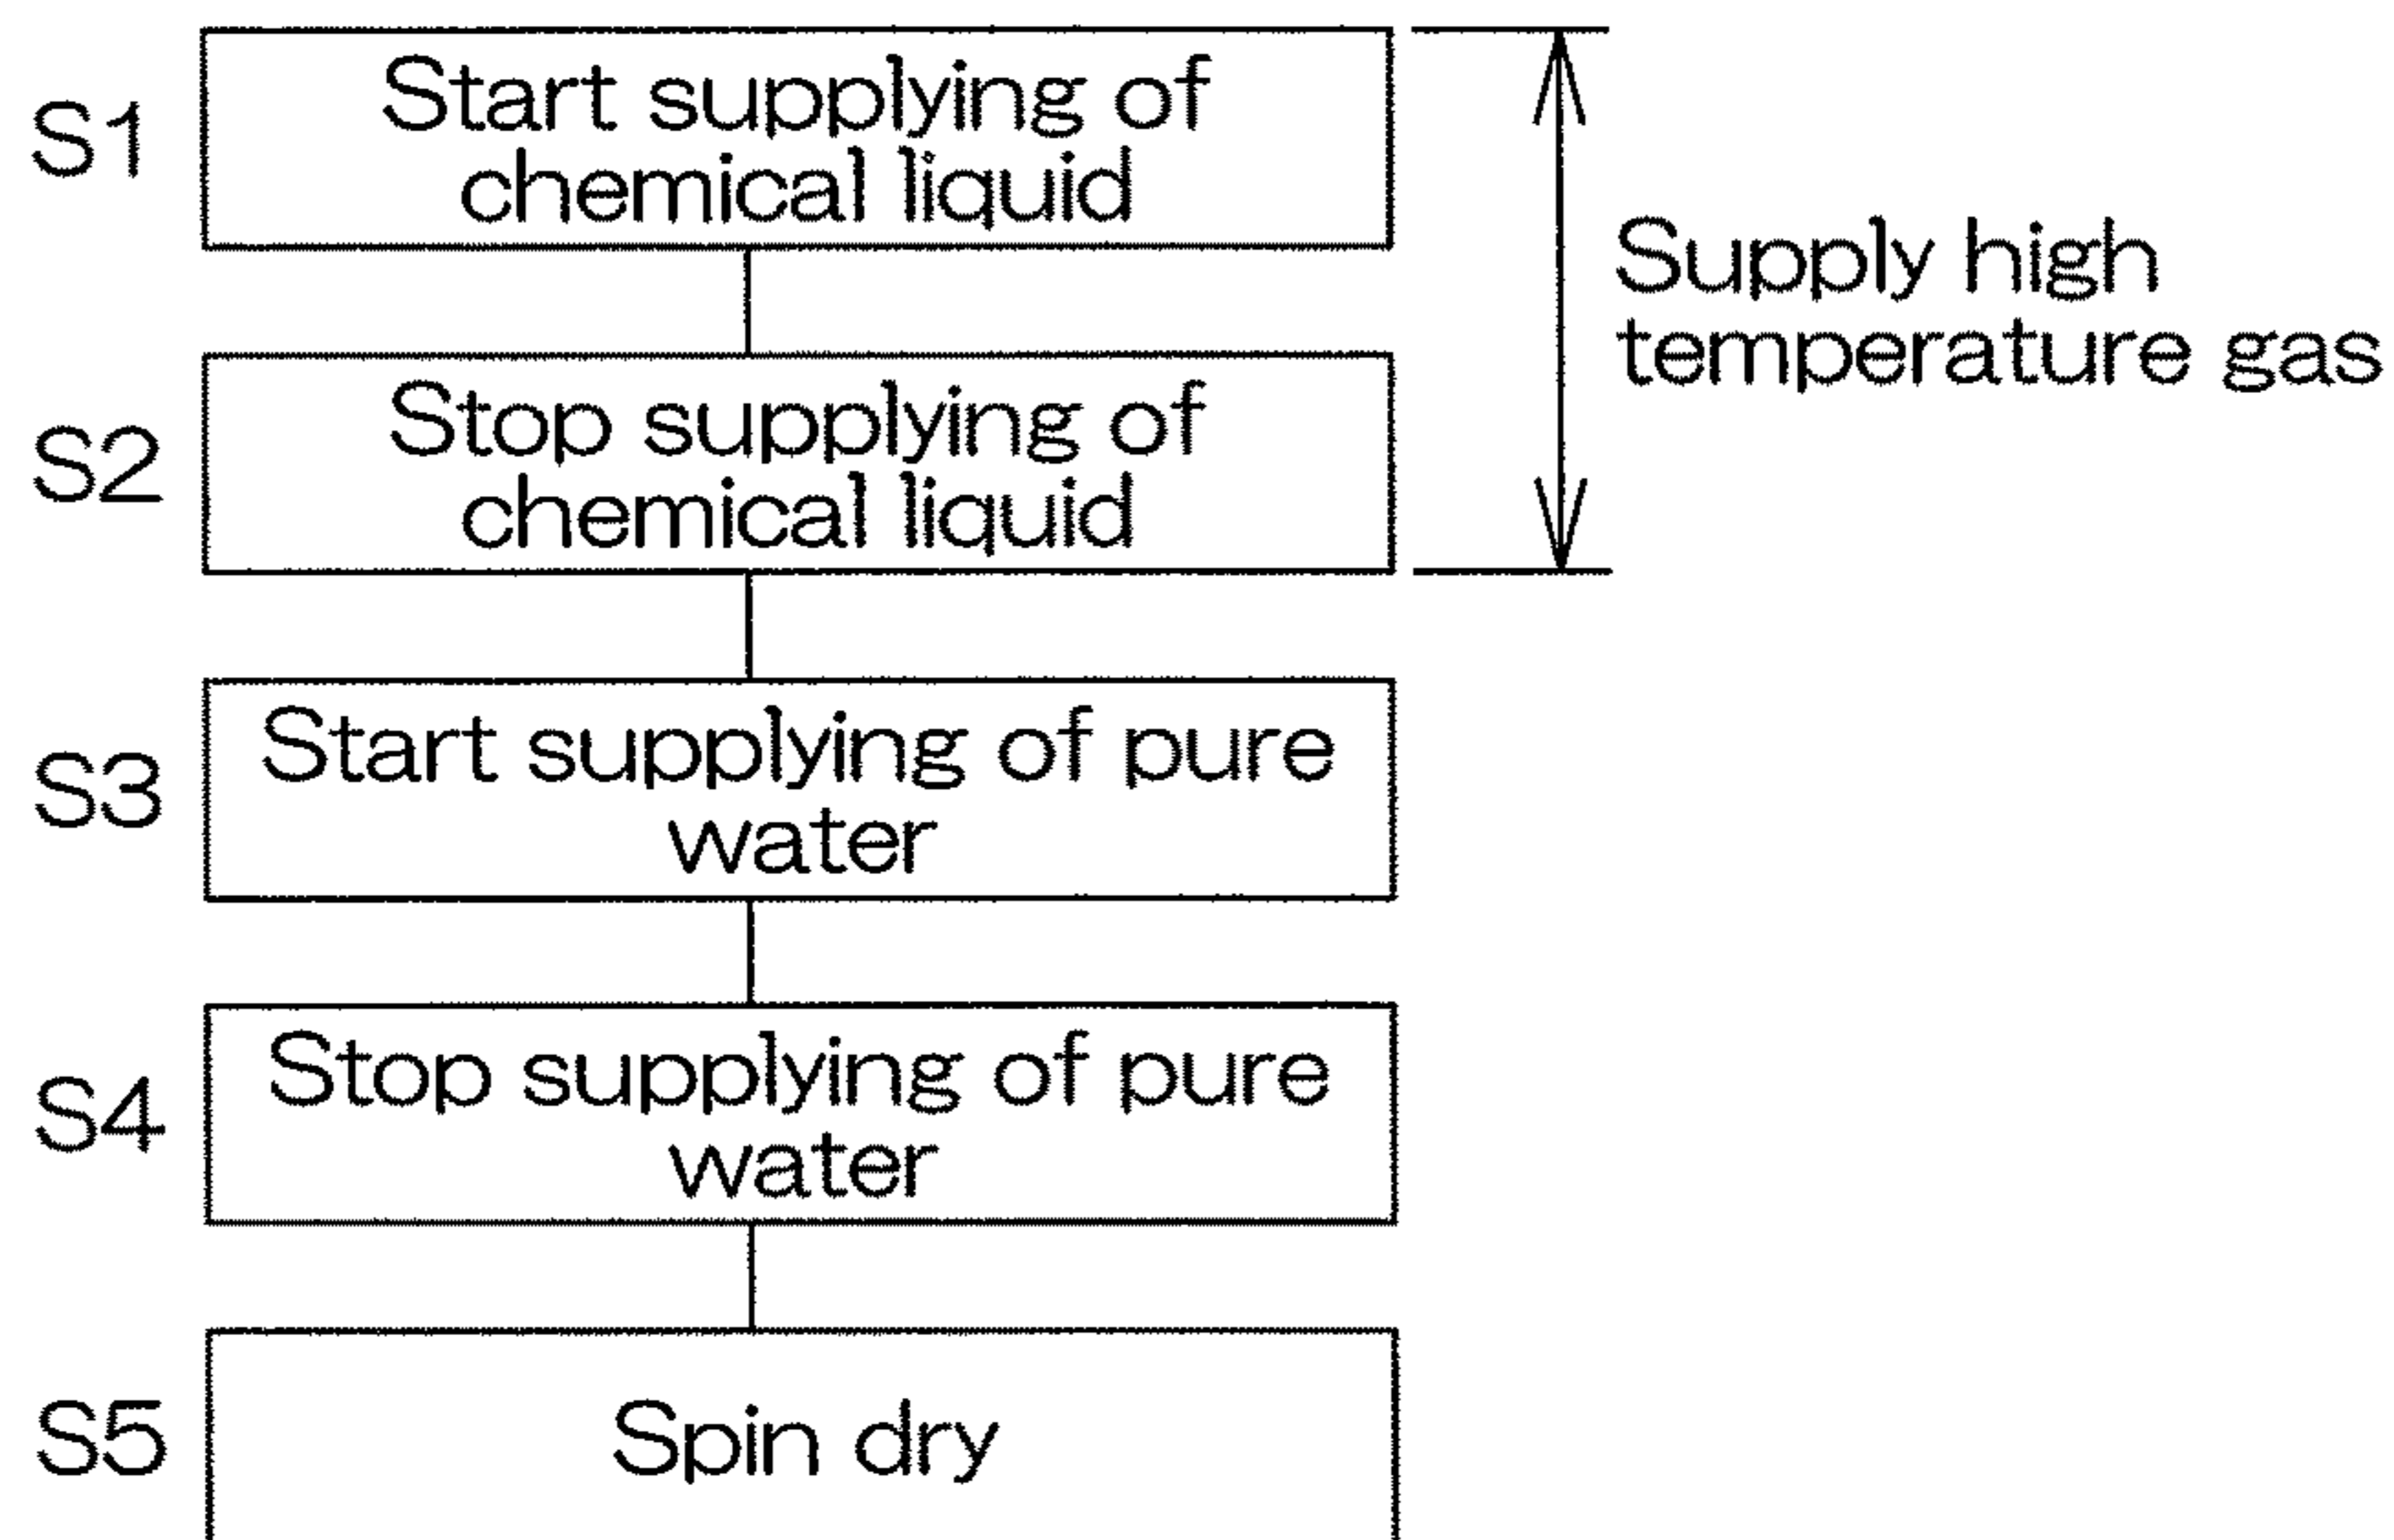 S1
Start supplying of
chemical liquid
Supply high
temperature gas
S2
Stop supplying of
chemical liquid
S3
Start supplying of pure
water
S4
Stop supplying of pure
water
S5
Spin dry